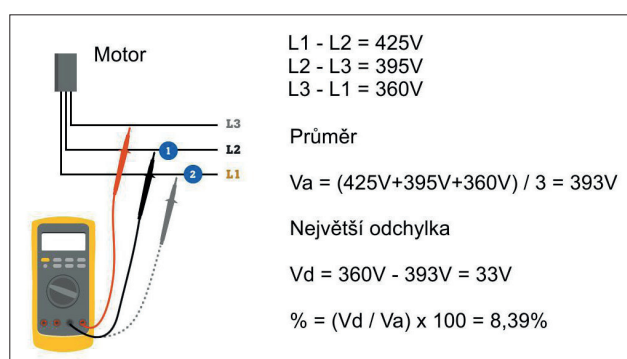 Motor
L3
1
L2
2
L1
L1 - L2 = 425V
L2 - L3 = 395V
L3 - L1 = 360V
Průměr
Va = (425V+395V+360V) / 3 = 393V
Největší odchylka
Vd = 360V - 393V = 33V
% = (Vd / Va) x 100 = 8,39%